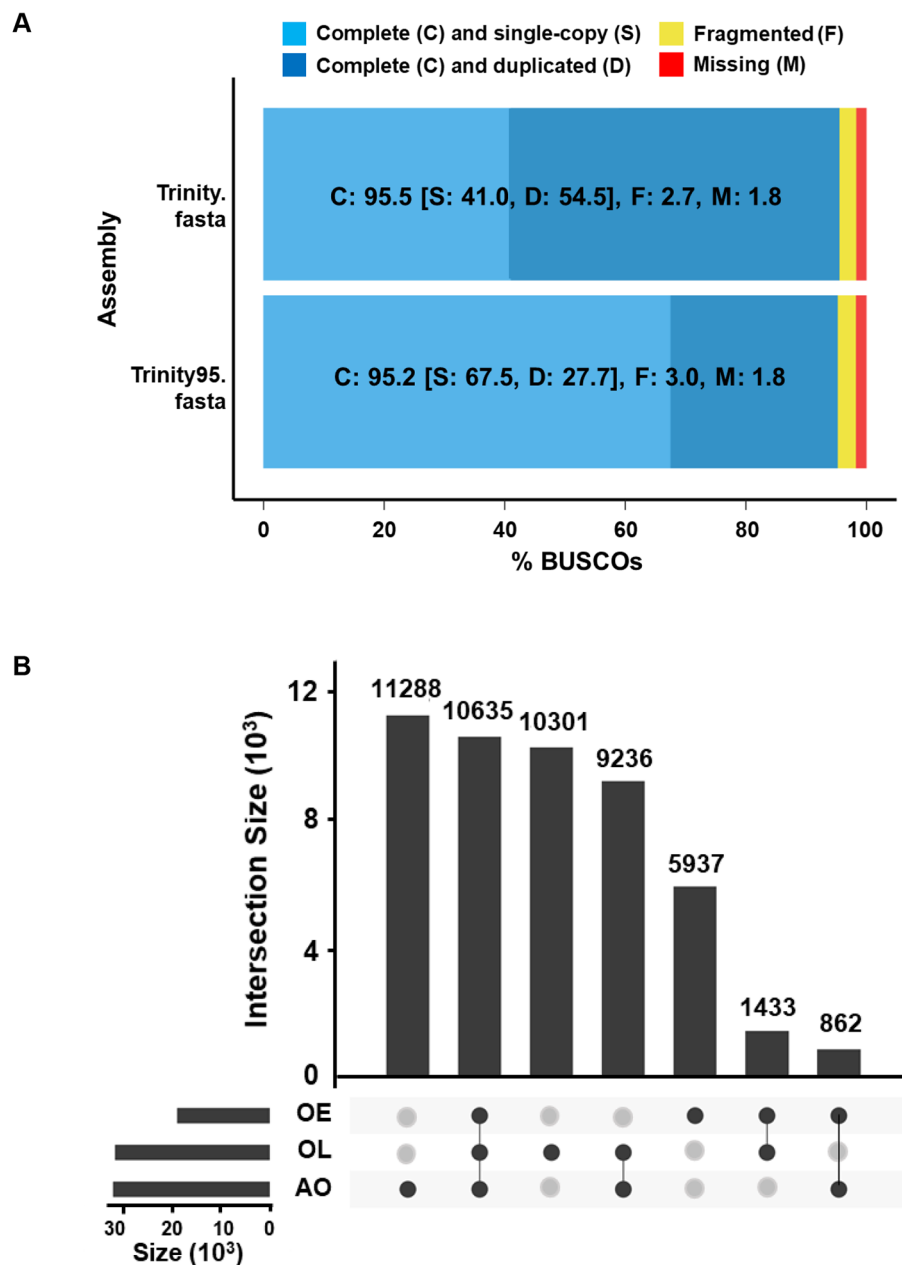 A
Complete (C) and single-copy (S)
Fragmented (F)
Complete (C) and duplicated (D)
Missing (M)
Assembly
Trinity.
fasta
C: 95.5 [S: 41.0, D: 54.5], F: 2.7, M: 1.8
Trinity95.
fasta
C: 95.2 [S: 67.5, D: 27.7], F: 3.0, M: 1.8
0 20 40 60 80 100
% BUSCOs
B
Intersection Size (10³)
12
8
4
0
11288
10635
10301
9236
5937
1433
862
OE
OL
AO
30 20 10 0
Size (10³)